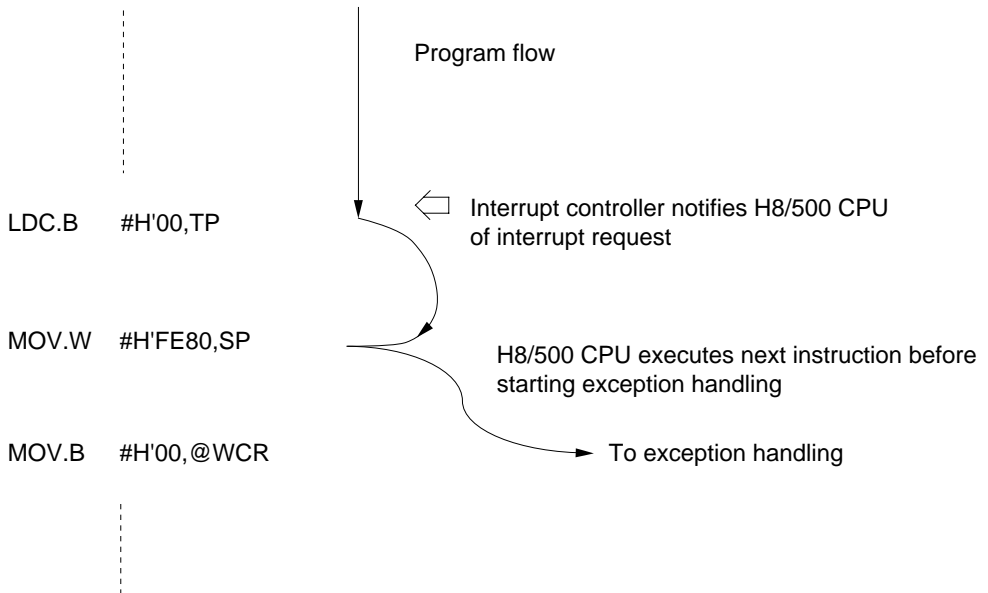 Program flow
LDC.B #H'00,TP
Interrupt controller notifies H8/500 CPU
of interrupt request
MOV.W #H'FE80,SP
H8/500 CPU executes next instruction before
starting exception handling
MOV.B #H'00,@WCR
To exception handling